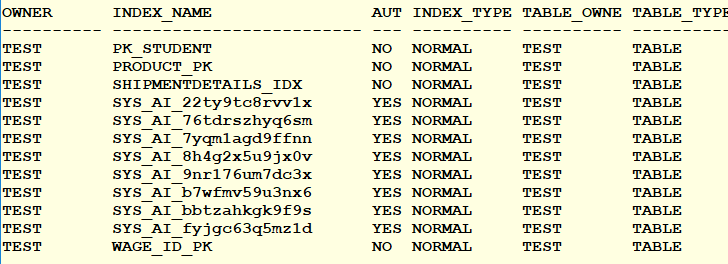 OWNER INDEX_NAME AUT INDEX_TYPE TABLE_OWNE TABLE_TYPE
---------- ------------------------- --- ---------- ---------- ----------
TEST PK_STUDENT NO NORMAL TEST TABLE
TEST PRODUCT_PK NO NORMAL TEST TABLE
TEST SHIPMENTDETAILS_IDX NO NORMAL TEST TABLE
TEST SYS_AI_22ty9tc8rvv1x YES NORMAL TEST TABLE
TEST SYS_AI_76tdrszhyq6sm YES NORMAL TEST TABLE
TEST SYS_AI_7yqm1agd9ffnn YES NORMAL TEST TABLE
TEST SYS_AI_8h4g2x5u9jx0v YES NORMAL TEST TABLE
TEST SYS_AI_9nr176um7dc3x YES NORMAL TEST TABLE
TEST SYS_AI_b7wfmv59u3nx6 YES NORMAL TEST TABLE
TEST SYS_AI_bbtzahkgk9f9s YES NORMAL TEST TABLE
TEST SYS_AI_fyjgc63q5mz1d YES NORMAL TEST TABLE
TEST WAGE_ID_PK NO NORMAL TEST TABLE